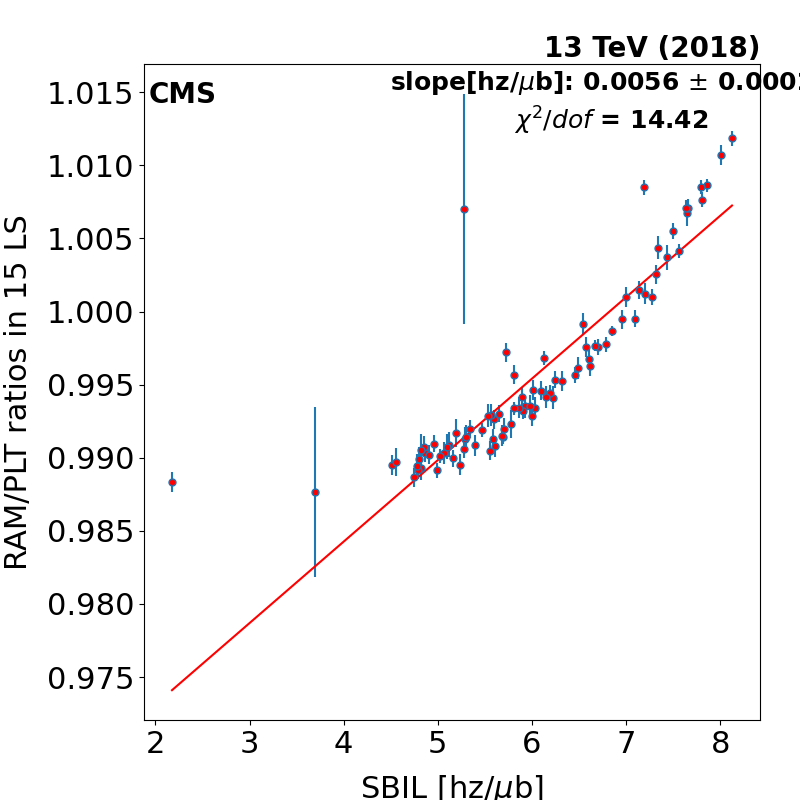 13 TeV (2018)
CMS
slope[hz/μb]: 0.0056 ± 0.000
χ²/dof = 14.42
1.015
1.010
1.005
1.000
0.995
0.990
0.985
0.980
0.975
RAM/PLT ratios in 15 LS
2 3 4 5 6 7 8
SBIL [hz/μb]